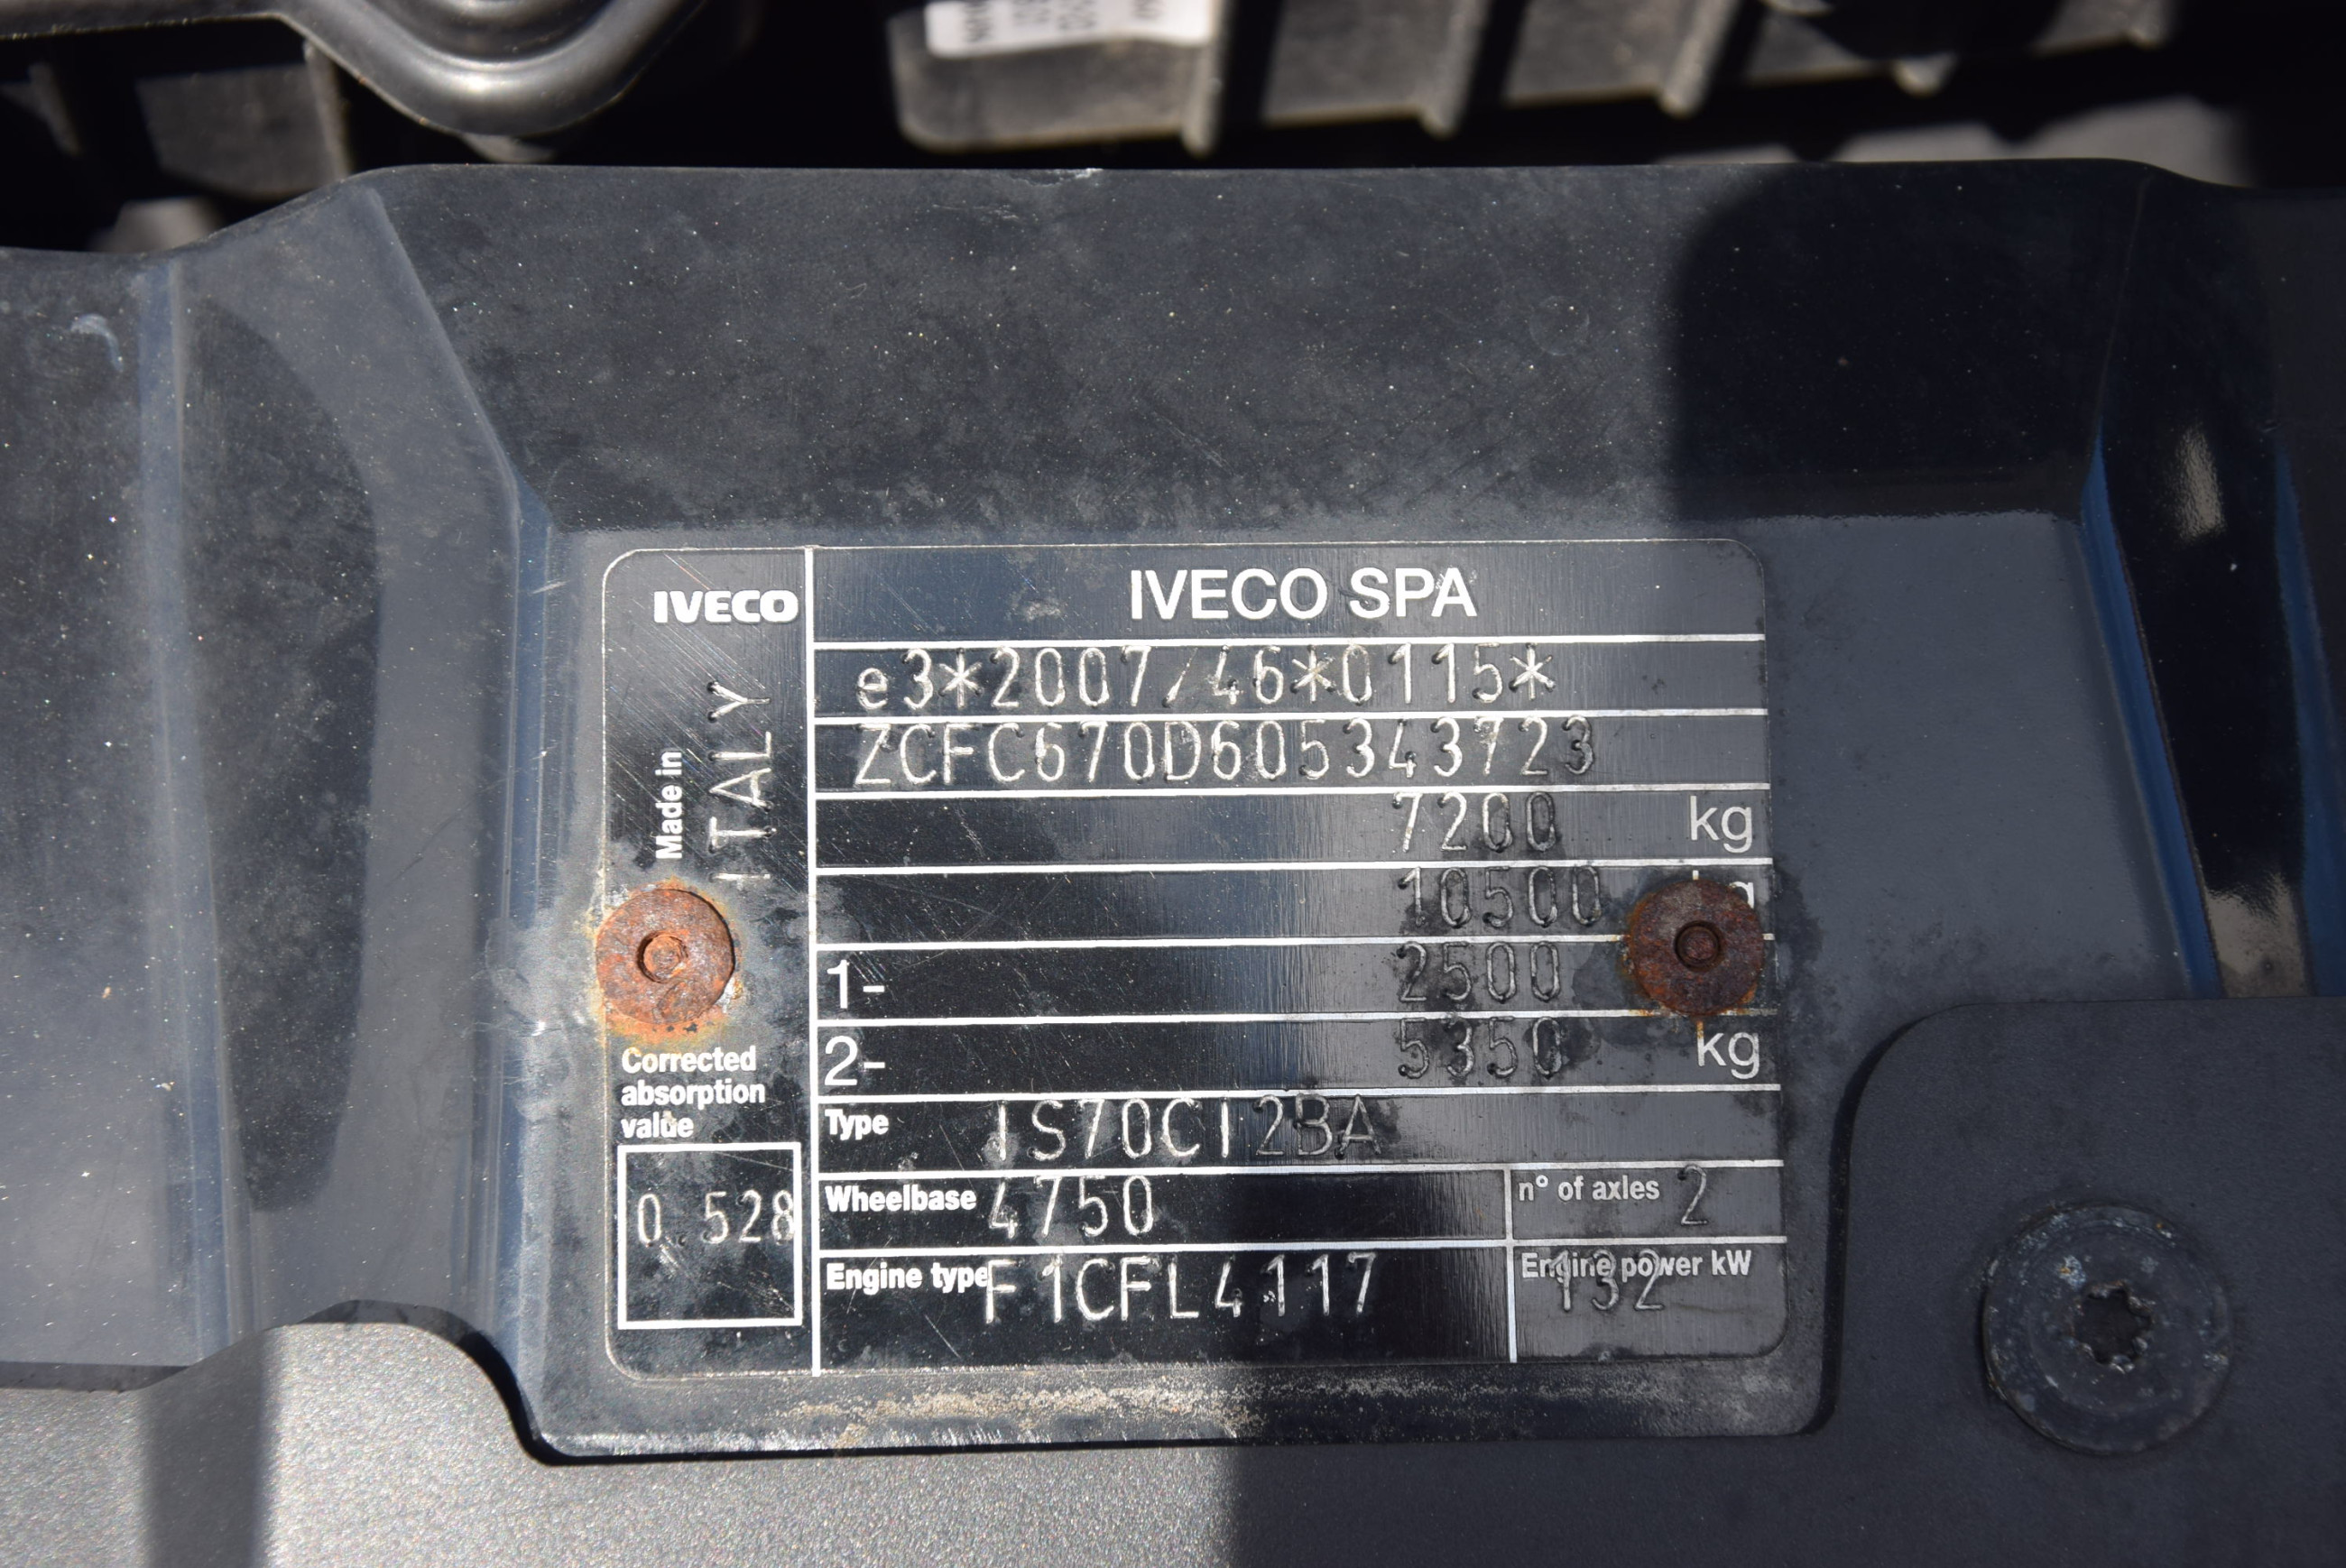 IVECO
IVECO SPA
Made in
ITALY
e3*2007/46*0115*
ZCFC670D605343723
7200 kg
10500
1- 2500
2- 5350 kg
Corrected
absorption
value
0.528
Type IS70CI2BA
Wheelbase 4750
n° of axles 2
Engine type F1CFL4117
Engine power kW
132